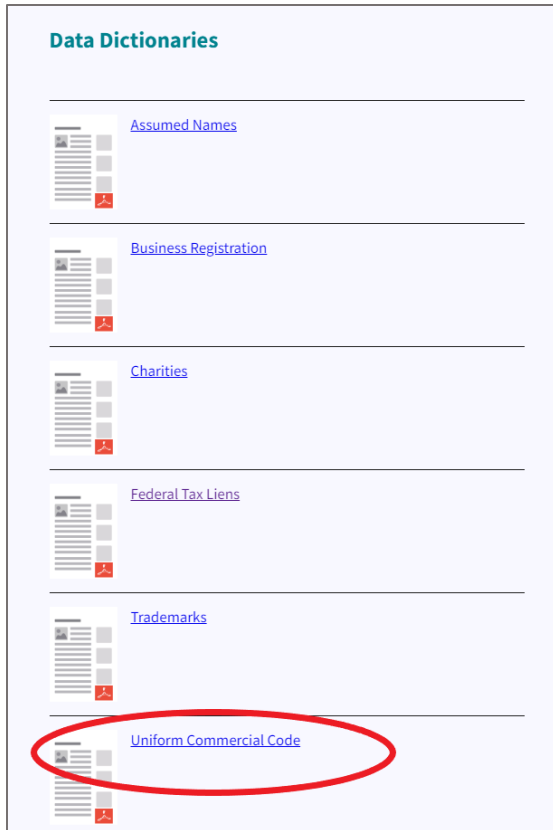 Data Dictionaries
Assumed Names
Business Registration
Charities
Federal Tax Liens
Trademarks
Uniform Commercial Code